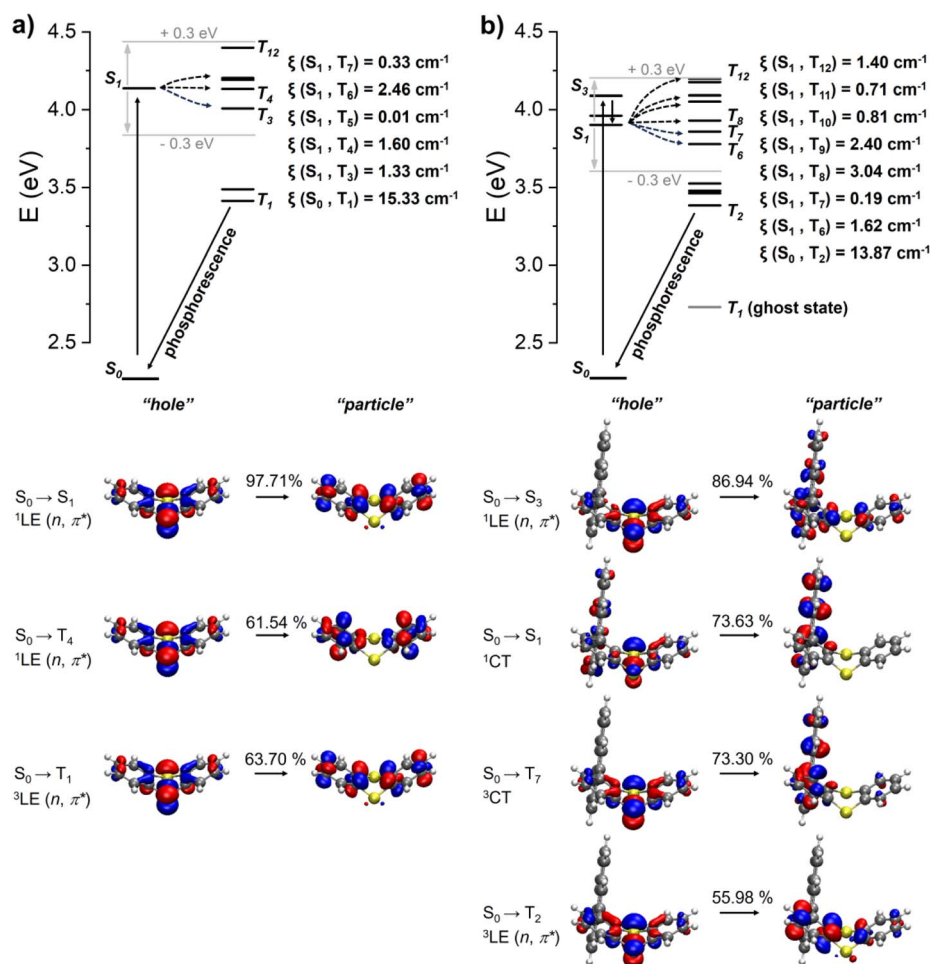 a)
E (eV)
4.5
4.0
3.5
3.0
2.5
+ 0.3 eV
- 0.3 eV
S1
S0
T12
T4
T3
T1
phosphorescence
ξ (S1 , T7) = 0.33 cm-1
ξ (S1 , T6) = 2.46 cm-1
ξ (S1 , T5) = 0.01 cm-1
ξ (S1 , T4) = 1.60 cm-1
ξ (S1 , T3) = 1.33 cm-1
ξ (S0 , T1) = 15.33 cm-1
b)
E (eV)
4.5
4.0
3.5
3.0
2.5
+ 0.3 eV
- 0.3 eV
S3
S1
S0
T12
T8
T7
T6
T2
T1 (ghost state)
phosphorescence
ξ (S1 , T12) = 1.40 cm-1
ξ (S1 , T11) = 0.71 cm-1
ξ (S1 , T10) = 0.81 cm-1
ξ (S1 , T9) = 2.40 cm-1
ξ (S1 , T8) = 3.04 cm-1
ξ (S1 , T7) = 0.19 cm-1
ξ (S1 , T6) = 1.62 cm-1
ξ (S0 , T2) = 13.87 cm-1
“hole” “particle”
S0 → S1
1LE (n, π*)
97.71%
S0 → T4
1LE (n, π*)
61.54 %
S0 → T1
3LE (n, π*)
63.70 %
“hole” “particle”
S0 → S3
1LE (n, π*)
86.94 %
S0 → S1
1CT
73.63 %
S0 → T7
3CT
73.30 %
S0 → T2
3LE (n, π*)
55.98 %